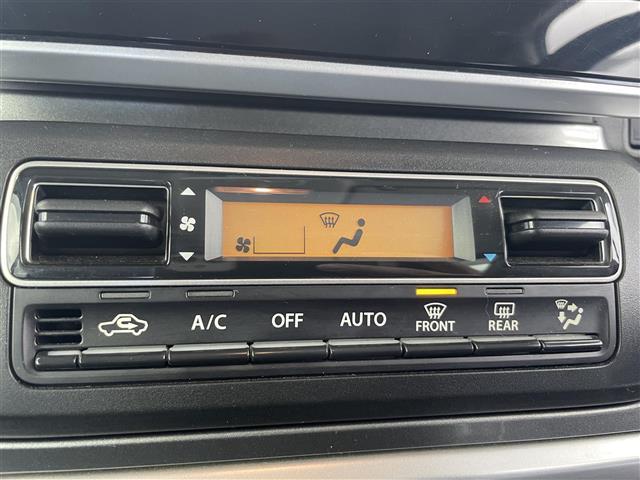 A/C OFF AUTO FRONT REAR